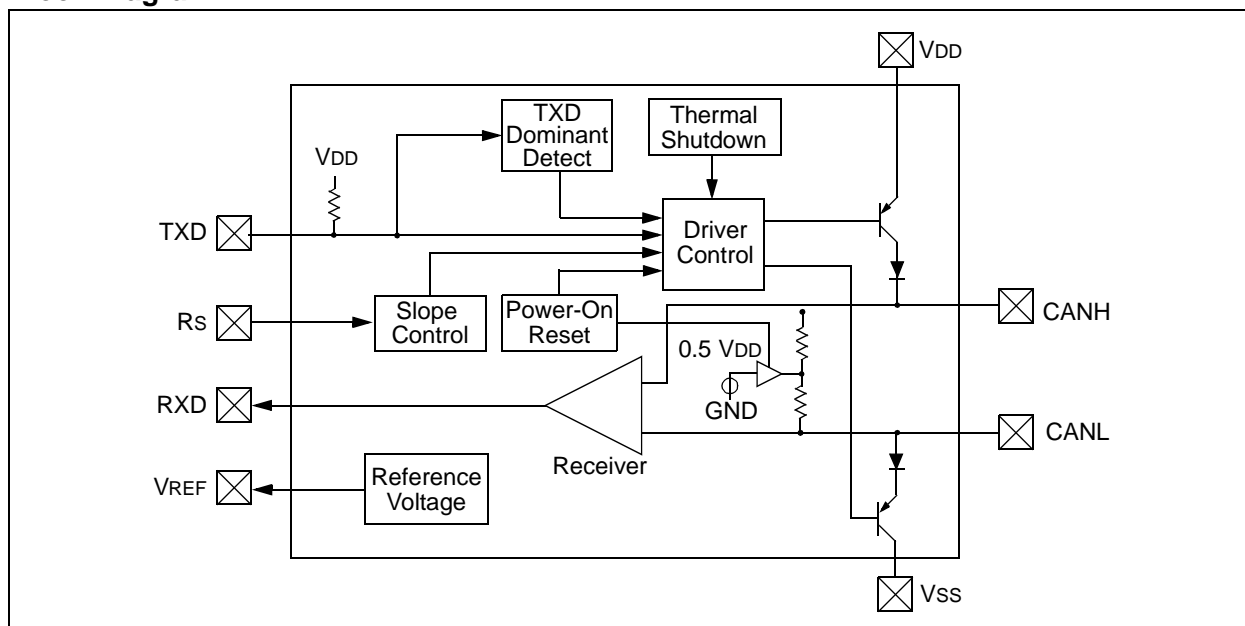 VDD
TXD
Dominant
Detect
Thermal
Shutdown
VDD
TXD
Driver
Control
RS
Slope
Control
Power-On
Reset
CANH
0.5 VDD
RXD
GND
CANL
Receiver
VREF
Reference
Voltage
VSS